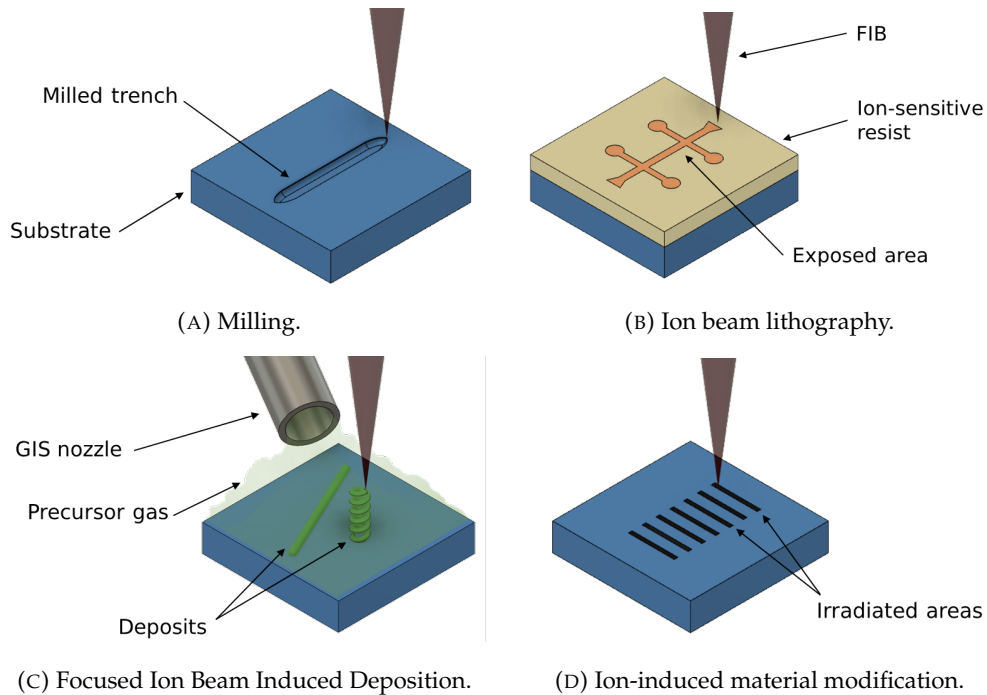 FIB
Milled trench
Ion-sensitive
resist
Substrate
Exposed area
(A) Milling.
(B) Ion beam lithography.
GIS nozzle
Precursor gas
Deposits
Irradiated areas
(C) Focused Ion Beam Induced Deposition.
(D) Ion-induced material modification.